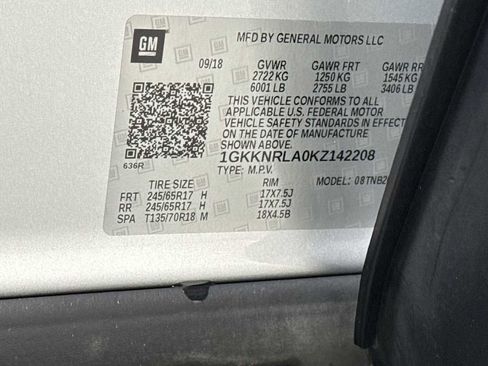 GM
MFD BY GENERAL MOTORS LLC
09/18 GVWR GAWR FRT GAWR RR
2722 KG 1250 KG 1545 KG
6001 LB 2755 LB 3406 LB
THIS VEHICLE CONFORMS TO ALL
APPLICABLE U.S. FEDERAL MOTOR
VEHICLE SAFETY STANDARDS IN
EFFECT ON THE DATE OF MANUFACTURE
SHOWN ABOVE.
1GKKNRLA0KZ142208
636R
TYPE: M.P.V. MODEL: 08TNB2
TIRE SIZE RIM
FRT 245/65R17 H 17X7.5J
RR 245/65R17 H 17X7.5J
SPA T135/70R18 M 18X4.5B